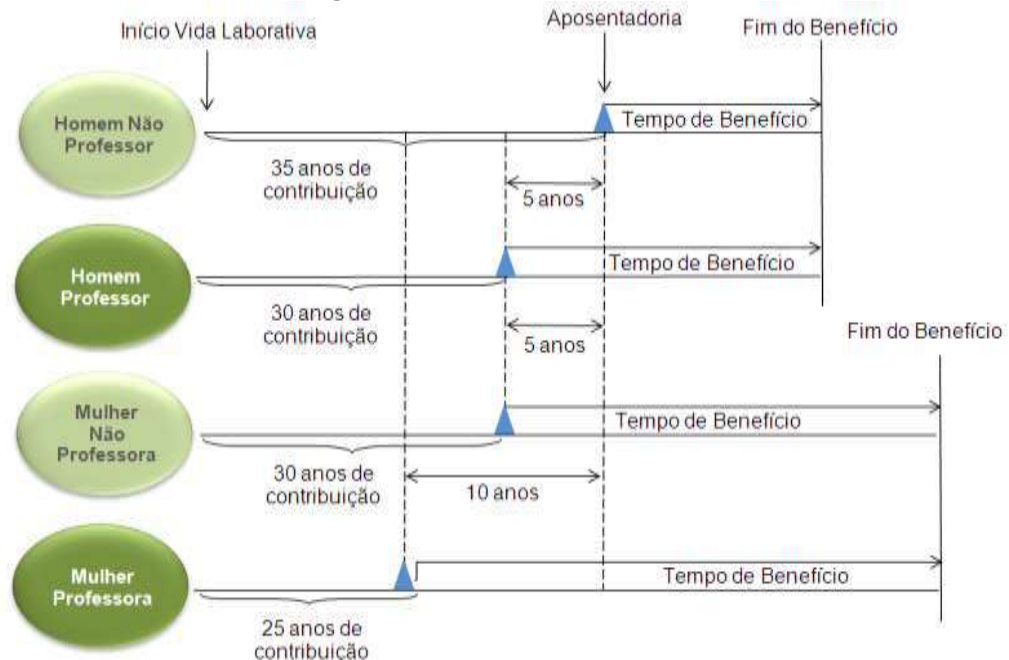 Início Vida Laborativa
Aposentadoria
Fim do Benefício
Homem Não
Professor
Tempo de Benefício
35 anos de
contribuição
5 anos
Homem
Professor
Tempo de Benefício
30 anos de
contribuição
5 anos
Fim do Benefício
Mulher
Não
Professora
Tempo de Benefício
30 anos de
contribuição
10 anos
Mulher
Professora
Tempo de Benefício
25 anos de
contribuição